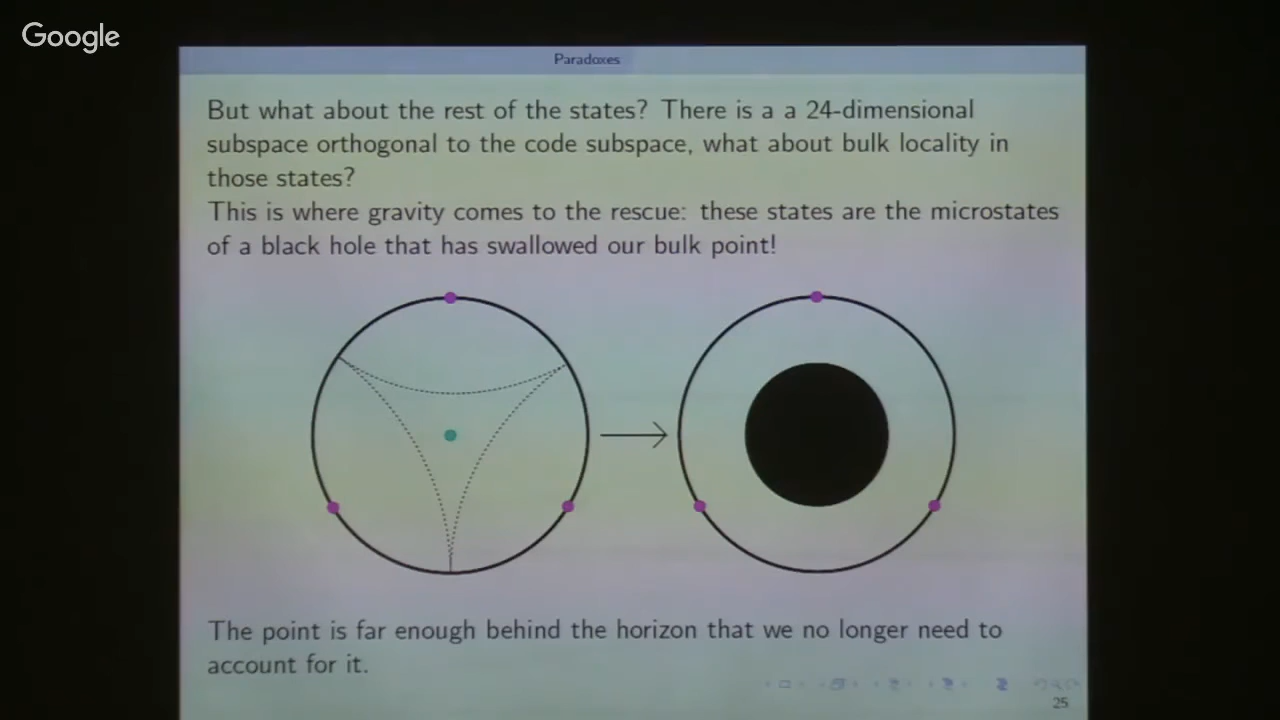 Google
Paradoxes
But what about the rest of the states? There is a a 24-dimensional
subspace orthogonal to the code subspace, what about bulk locality in
those states?
This is where gravity comes to the rescue: these states are the microstates
of a black hole that has swallowed our bulk point!
The point is far enough behind the horizon that we no longer need to
account for it.
25